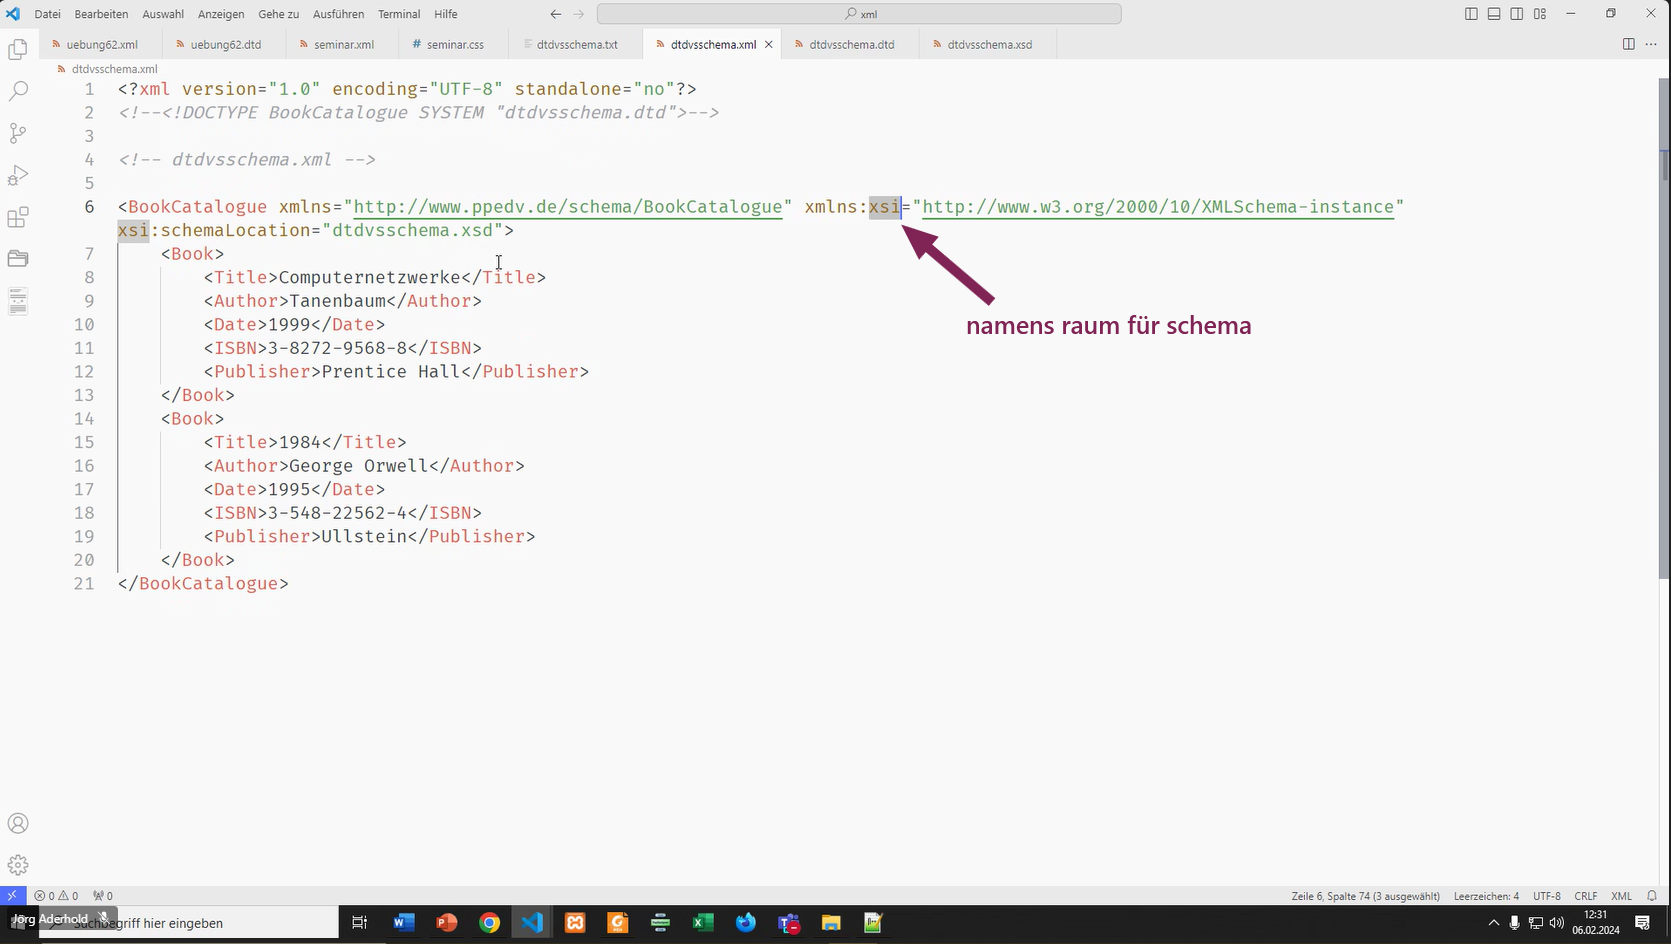 Datei Bearbeiten Auswahl Anzeigen Gehe zu Ausführen Terminal Hilfe xml
uebung62.xml uebung62.dtd seminar.xml # seminar.css dtdvsschema.txt dtdvsschema.xml dtdvsschema.dtd dtdvsschema.xsd
dtdvsschema.xml
1 <?xml version="1.0" encoding="UTF-8" standalone="no"?>
2 <!--<!DOCTYPE BookCatalogue SYSTEM "dtdvsschema.dtd">-->
3
4 <!-- dtdvsschema.xml -->
5
6 <BookCatalogue xmlns="http://www.ppedv.de/schema/BookCatalogue" xmlns:xsi="http://www.w3.org/2000/10/XMLSchema-instance"
xsi:schemaLocation="dtdvsschema.xsd">
7 <Book>
8 <Title>Computernetzwerke</Title>
9 <Author>Tanenbaum</Author>
10 <Date>1999</Date>
namens raum für schema
11 <ISBN>3-8272-9568-8</ISBN>
12 <Publisher>Prentice Hall</Publisher>
13 </Book>
14 <Book>
15 <Title>1984</Title>
16 <Author>George Orwell</Author>
17 <Date>1995</Date>
18 <ISBN>3-548-22562-4</ISBN>
19 <Publisher>Ullstein</Publisher>
20 </Book>
21 </BookCatalogue>
0 0 0 Zeile 6, Spalte 74 (3 ausgewählt) Leerzeichen: 4 UTF-8 CRLF XML
Jörg Aderhold
hier eingeben
12:31
06.02.2024